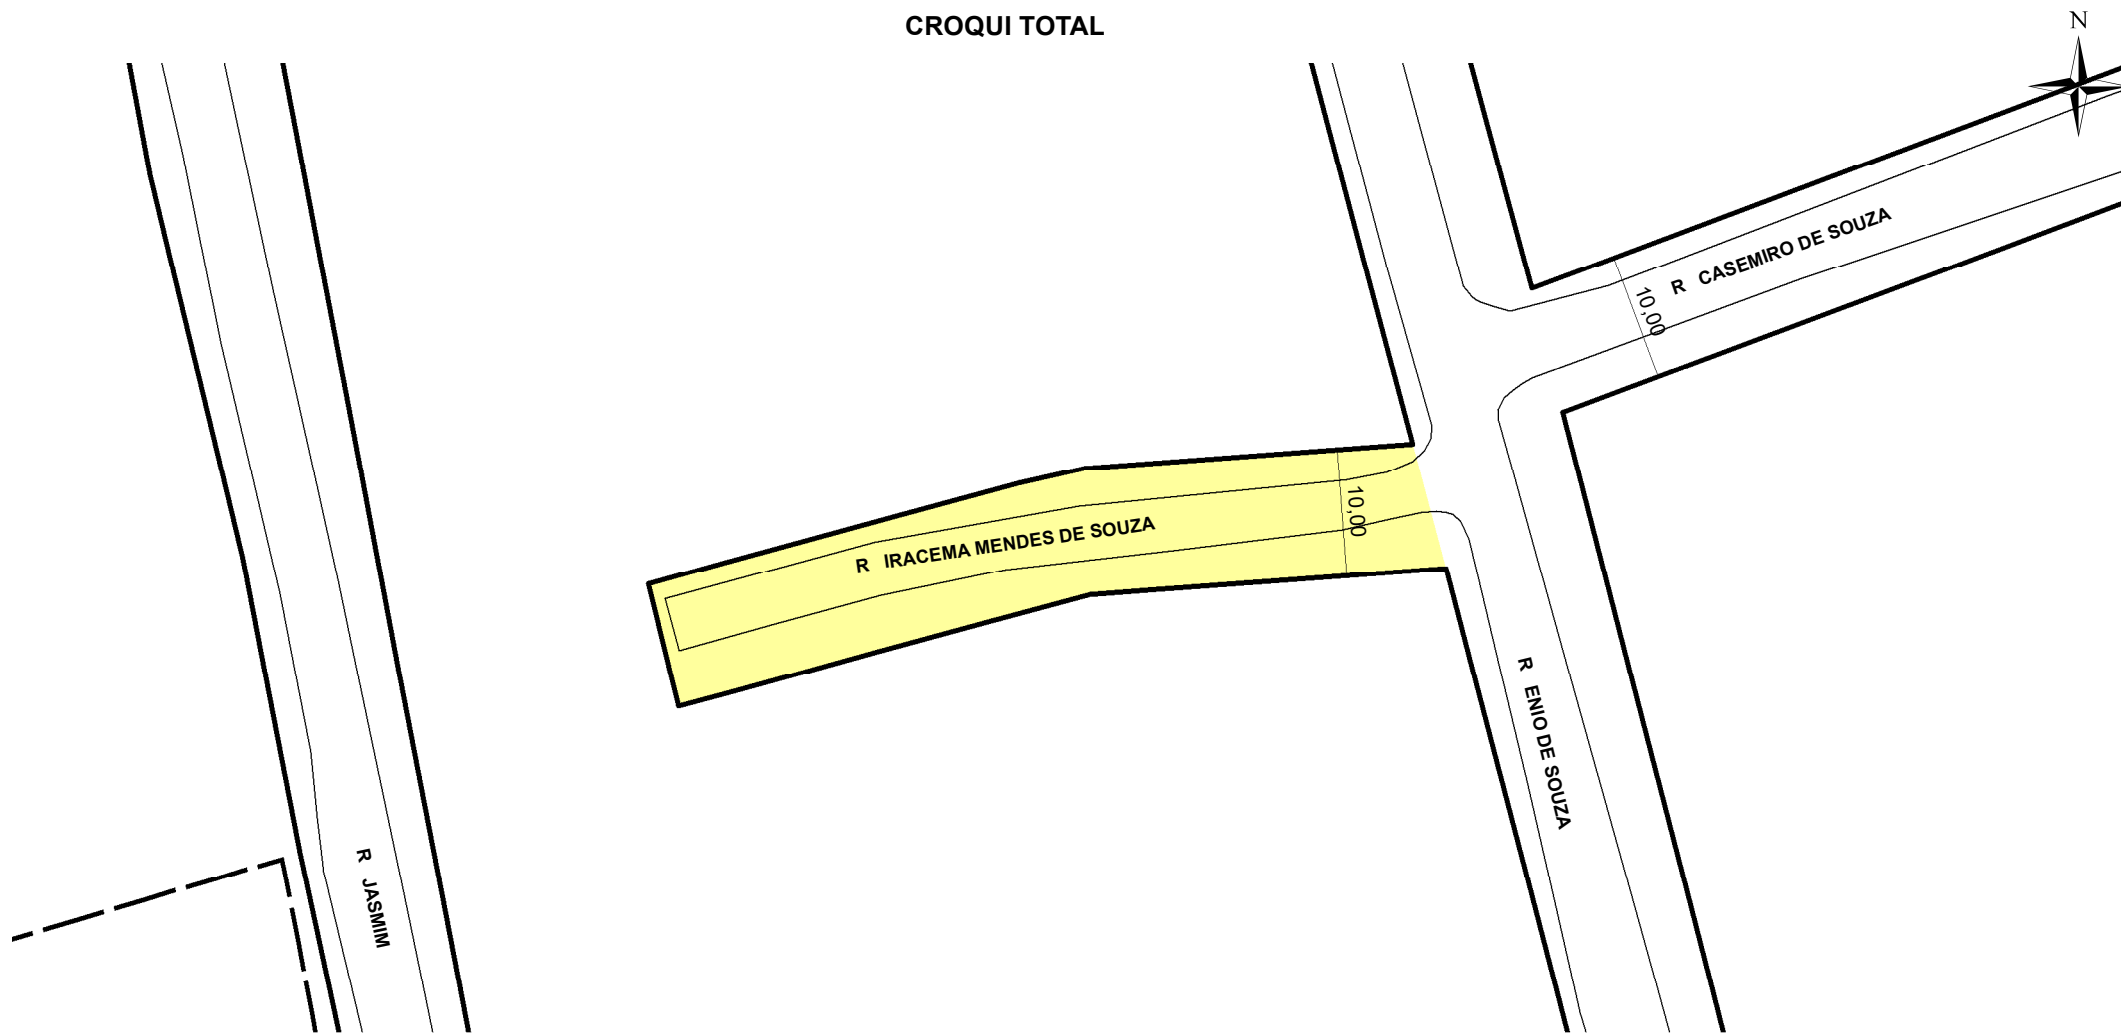 CROQUI TOTAL
N
R CASEMIRO DE SOUZA
10,00
10,00
R IRACEMA MENDES DE SOUZA
R ENIO DE SOUZA
R JASMIM